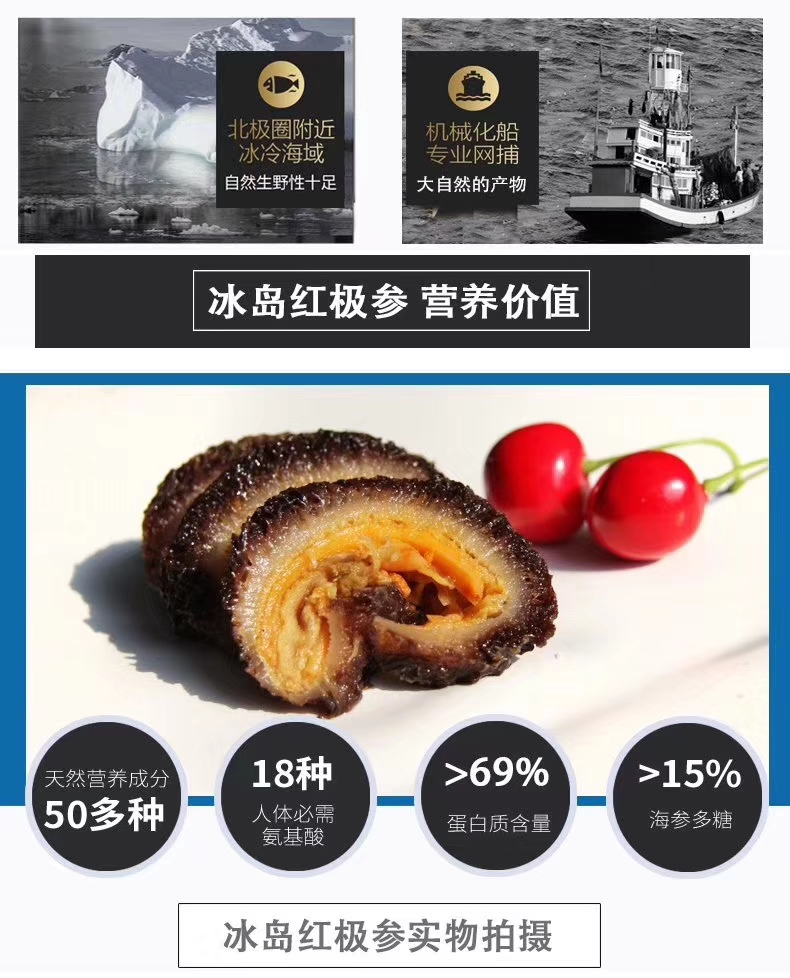 北极圈附近
冰冷海域
自然生野性十足
机械化船
专业网捕
大自然的产物
冰岛红极参 营养价值
天然营养成分
50多种
18种
人体必需
氨基酸
>69%
蛋白质含量
>15%
海参多糖
冰岛红极参实物拍摄